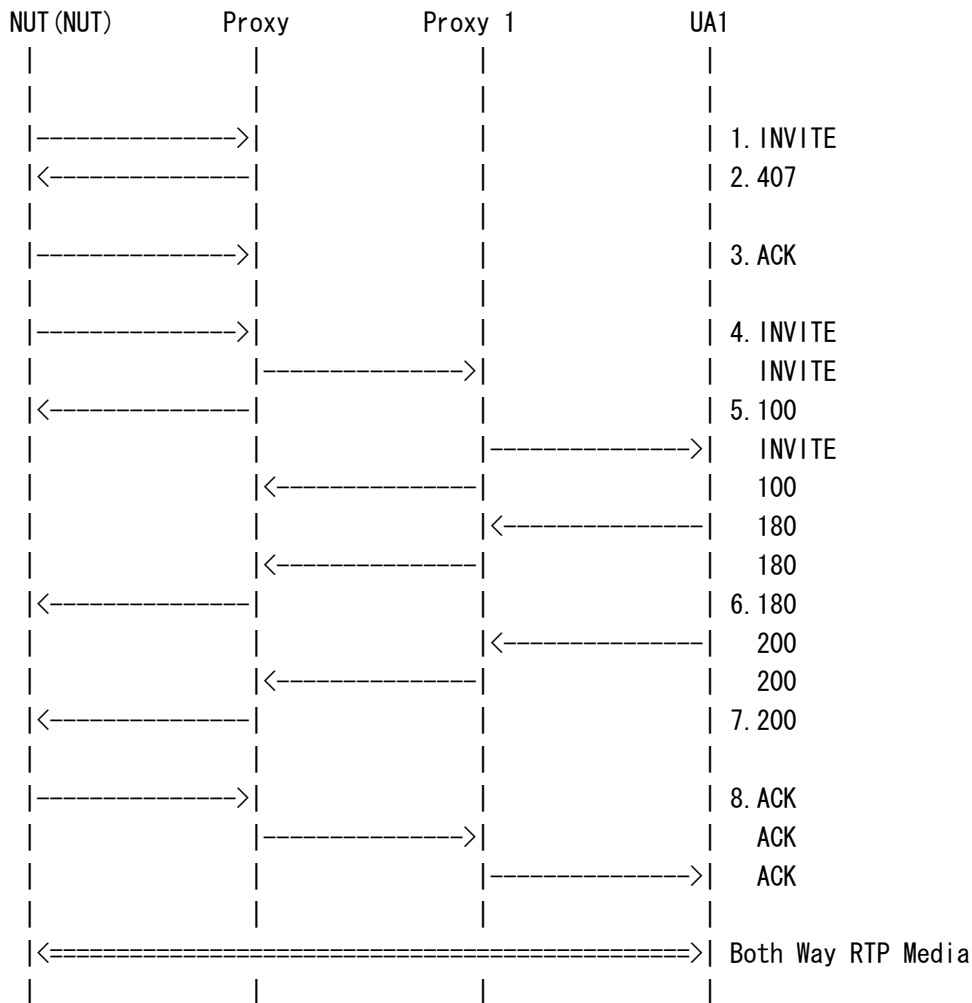 NUT(NUT) Proxy Proxy 1 UA1
1. INVITE
2. 407
3. ACK
4. INVITE
INVITE
5. 100
INVITE
100
180
180
6. 180
200
200
7. 200
8. ACK
ACK
ACK
Both Way RTP Media